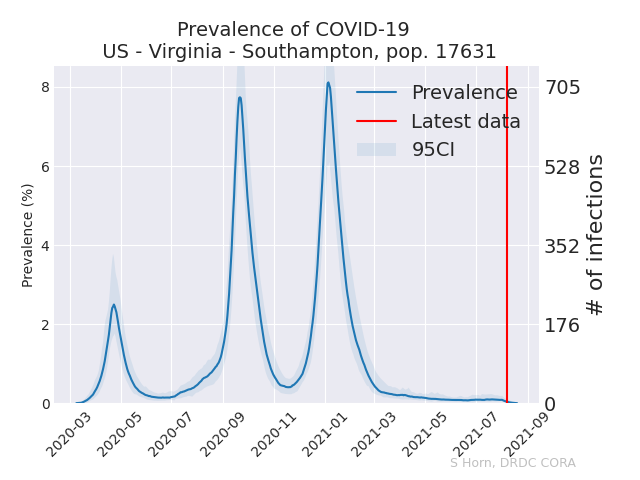 Prevalence of COVID-19
US - Virginia - Southampton, pop. 17631
Prevalence (%)
8
6
4
2
0
705
528
352
176
0
# of infections
Prevalence
Latest data
95CI
2020-03
2020-05
2020-07
2020-09
2020-11
2021-01
2021-03
2021-05
2021-07
2021-09
S Horn, DRDC CORA